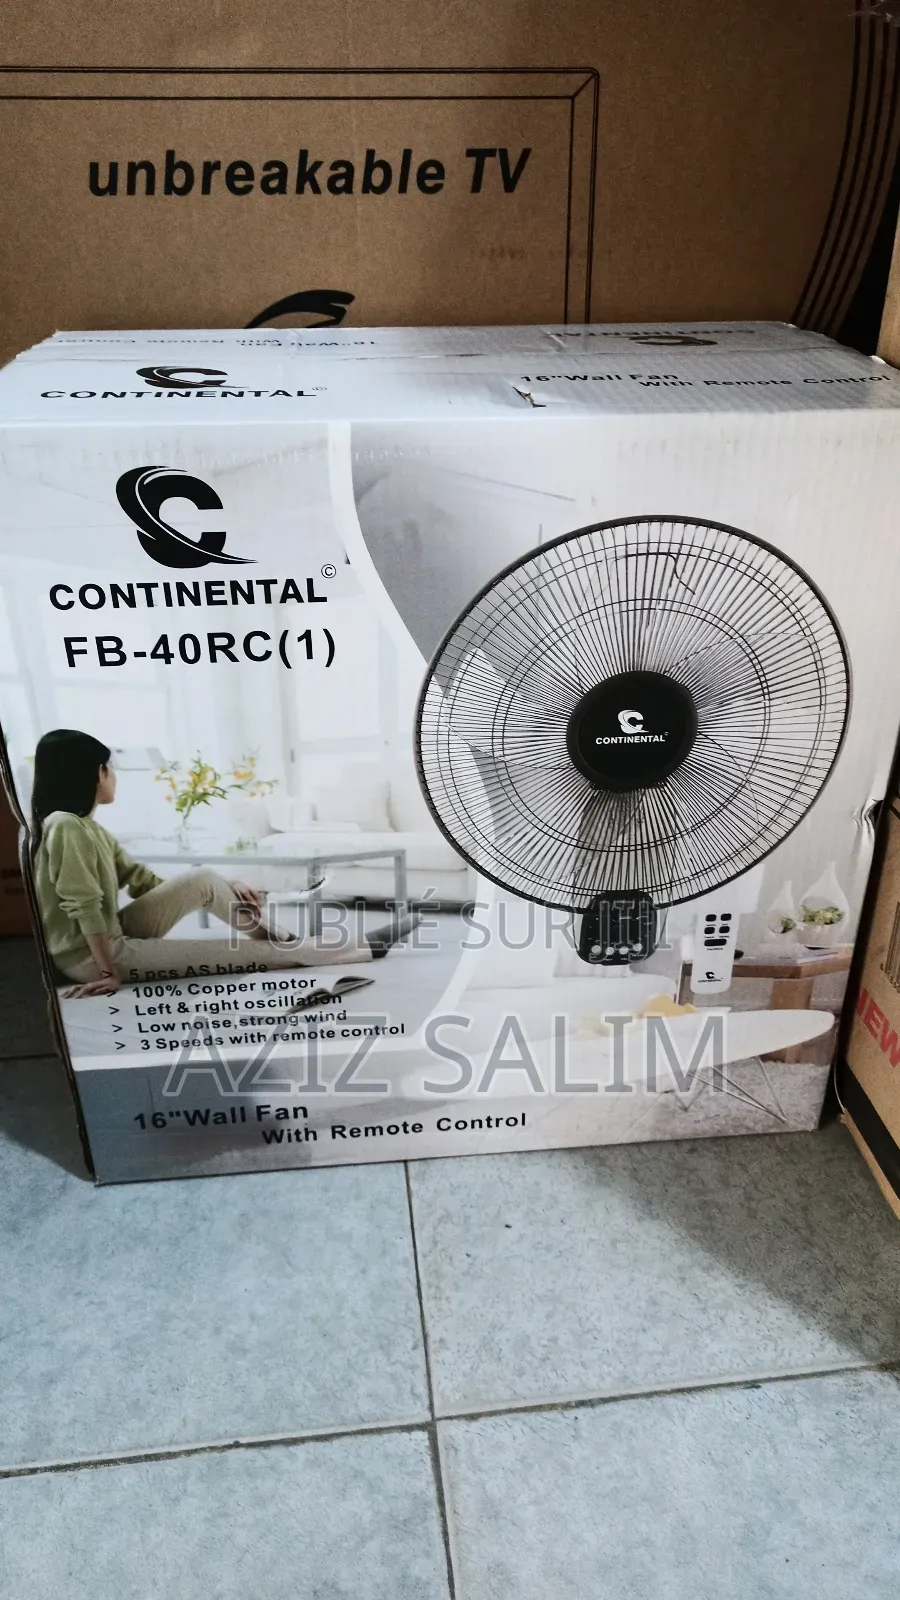 unbreakable TV
CONTINENTAL©
16"Wall Fan
With Remote Control
C
CONTINENTAL©
FB-40RC(1)
C
CONTINENTAL©
PUBLIÉ SUR
5 pcs AS blade
> 100% Copper motor
> Left & right oscillation
> Low noise,strong wind
> 3 Speeds with remote control
CONTINENTAL
AZIZ SALIM
16"Wall Fan
With Remote Control
NEW